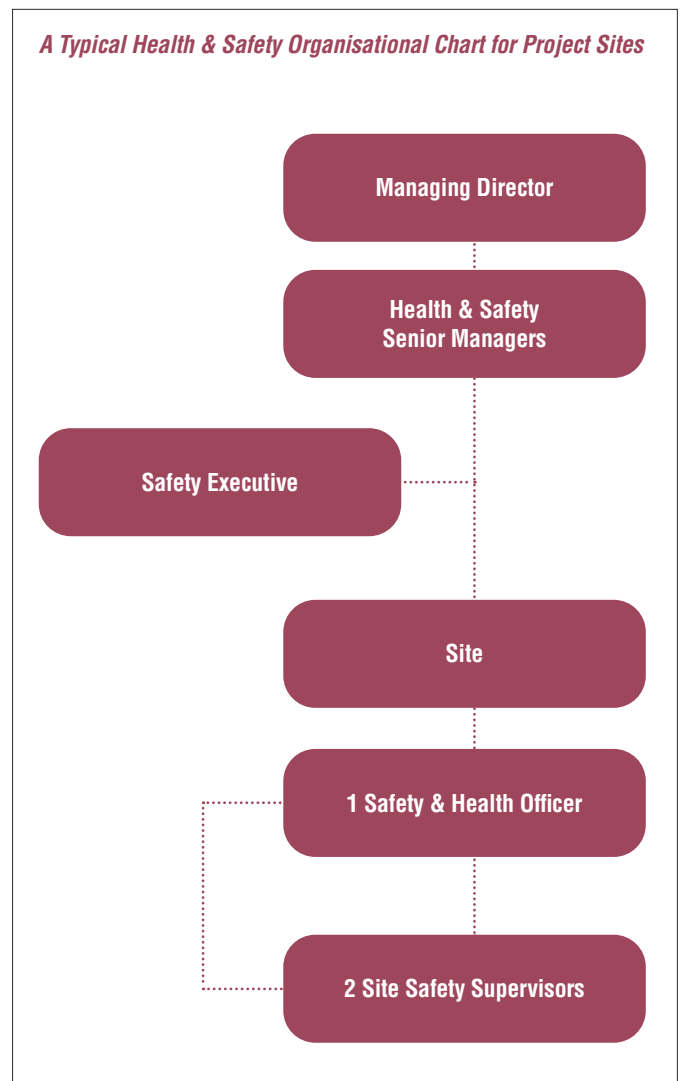 A Typical Health & Safety Organisational Chart for Project Sites
Managing Director
Health & Safety
Senior Managers
Safety Executive
Site
1 Safety & Health Officer
2 Site Safety Supervisors